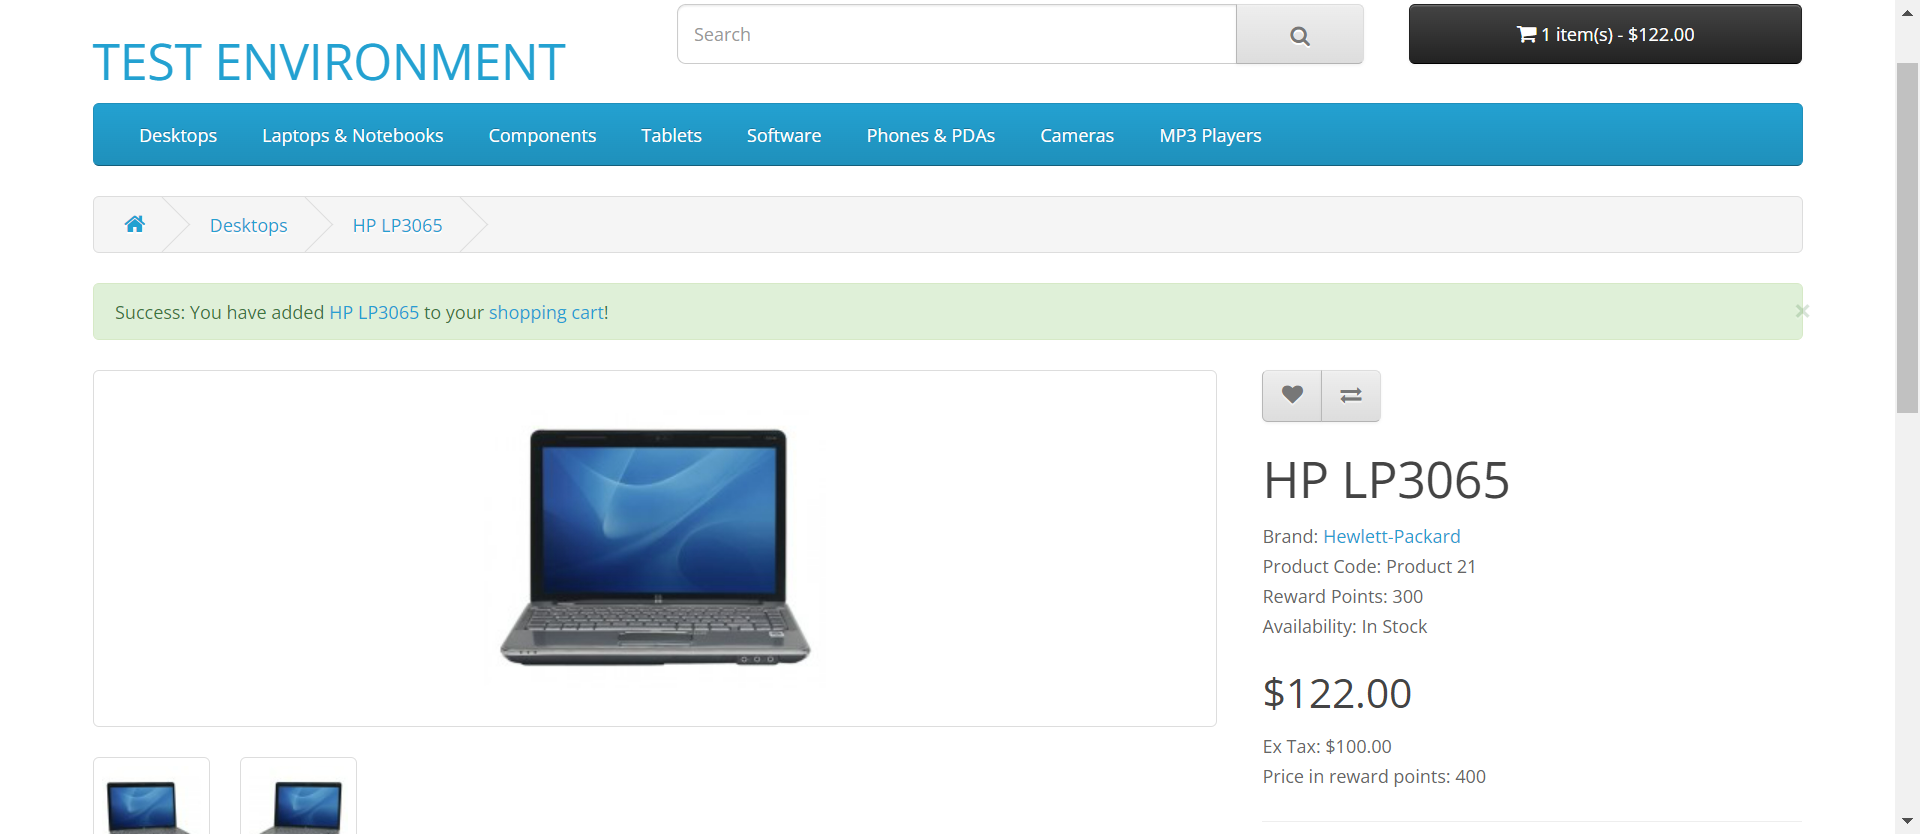 Search
1 item(s) - $122.00
TEST ENVIRONMENT
Desktops Laptops & Notebooks Components Tablets Software Phones & PDAs Cameras MP3 Players
Desktops HP LP3065
Success: You have added HP LP3065 to your shopping cart!
×
HP LP3065
Brand: Hewlett-Packard
Product Code: Product 21
Reward Points: 300
Availability: In Stock
$122.00
Ex Tax: $100.00
Price in reward points: 400